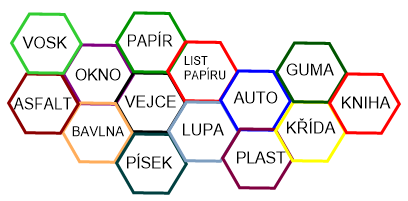 VOSK
PAPÍR
OKNO
LIST
PAPÍRU
GUMA
ASFALT
VEJCE
AUTO
KNIHA
BAVLNA
LUPA
KŘÍDA
PÍSEK
PLAST